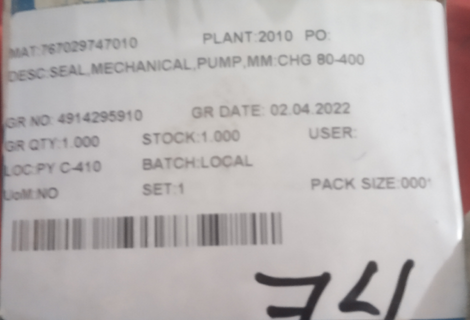 MAT:767029747010 PLANT:2010 PO:
DESC:SEAL,MECHANICAL,PUMP,MM:CHG 80-400
GR NO: 4914295910 GR DATE: 02.04.2022
GR QTY:1.000 STOCK:1.000 USER:
LOC:PY C-410 BATCH:LOCAL
UoM:NO SET:1 PACK SIZE:000